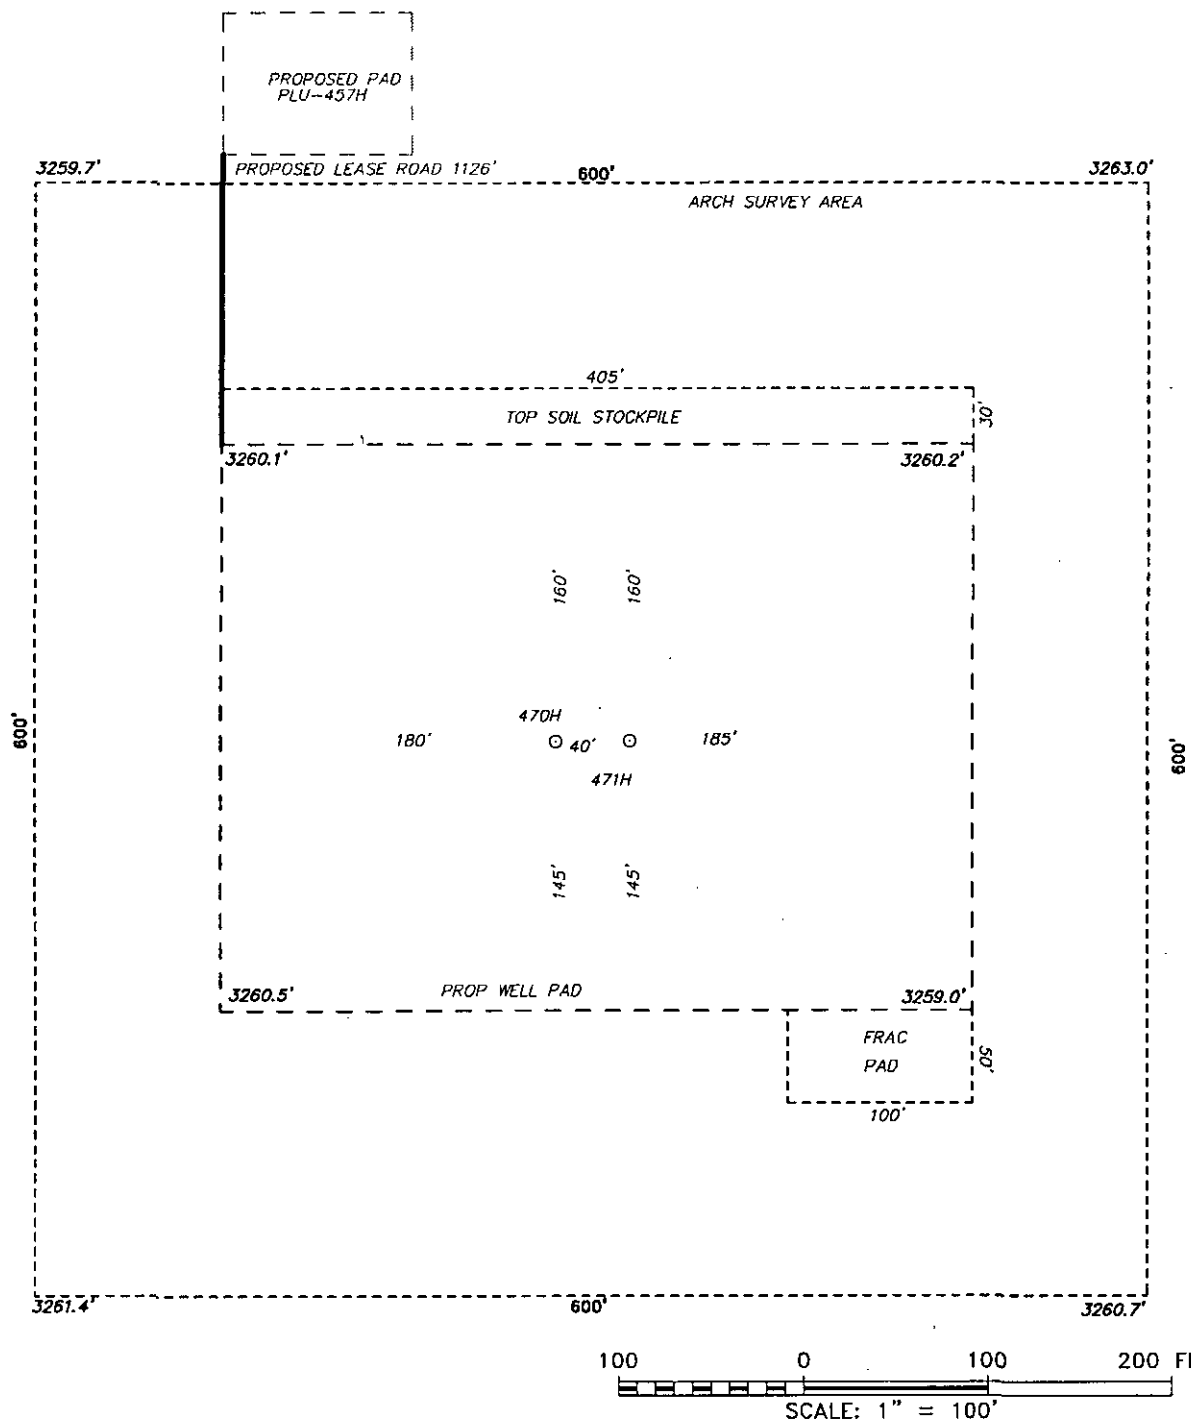 PROPOSED PAD
PLU-457H
3259.7'
PROPOSED LEASE ROAD 1126'
600'
3263.0'
ARCH SURVEY AREA
405'
TOP SOIL STOCKPILE
30'
3260.1'
3260.2'
160'
160'
470H
180'
40'
185'
471H
600'
600'
145'
145'
3260.5'
PROP WELL PAD
3259.0'
FRAC
PAD
50'
100'
3261.4'
600'
3260.7'
100 0 100 200
SCALE: 1" = 100'